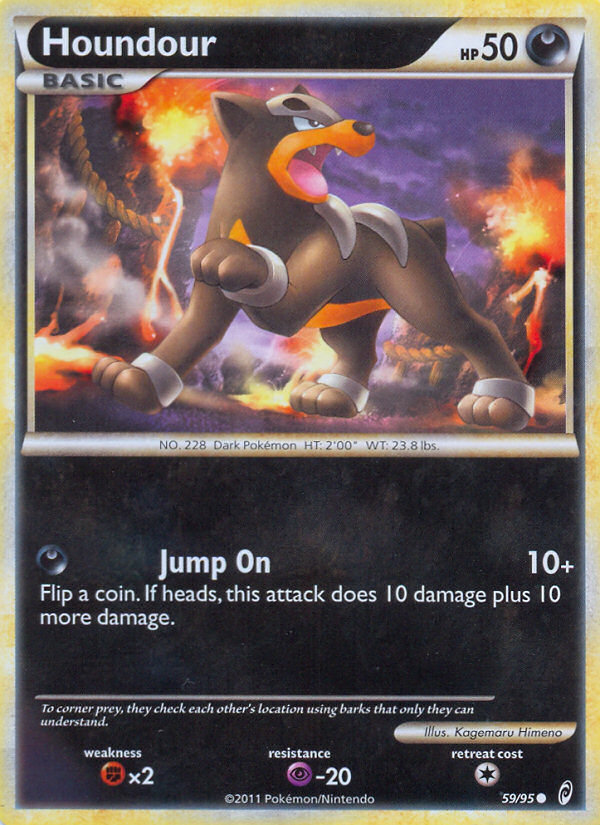 Houndour
HP 50
BASIC
NO. 228 Dark Pokémon HT: 2'00" WT: 23.8 lbs.
Jump On 10+
Flip a coin. If heads, this attack does 10 damage plus 10
more damage.
To corner prey, they check each other's location using barks that only they can
understand.
Illus. Kagemaru Himeno
weakness resistance retreat cost
×2 -20
©2011 Pokémon/Nintendo 59/95